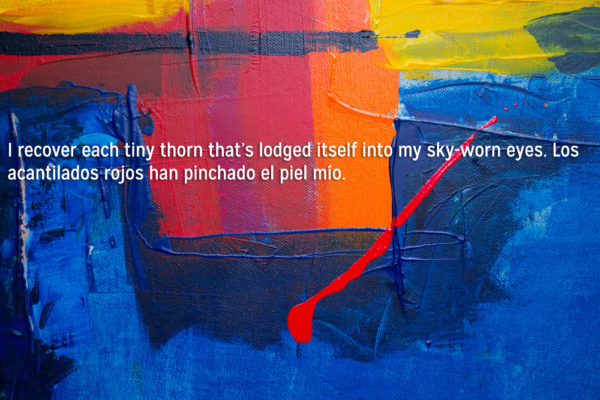 I recover each tiny thorn that's lodged itself into my sky-worn eyes. Los
acantilados rojos han pinchado el piel mío.